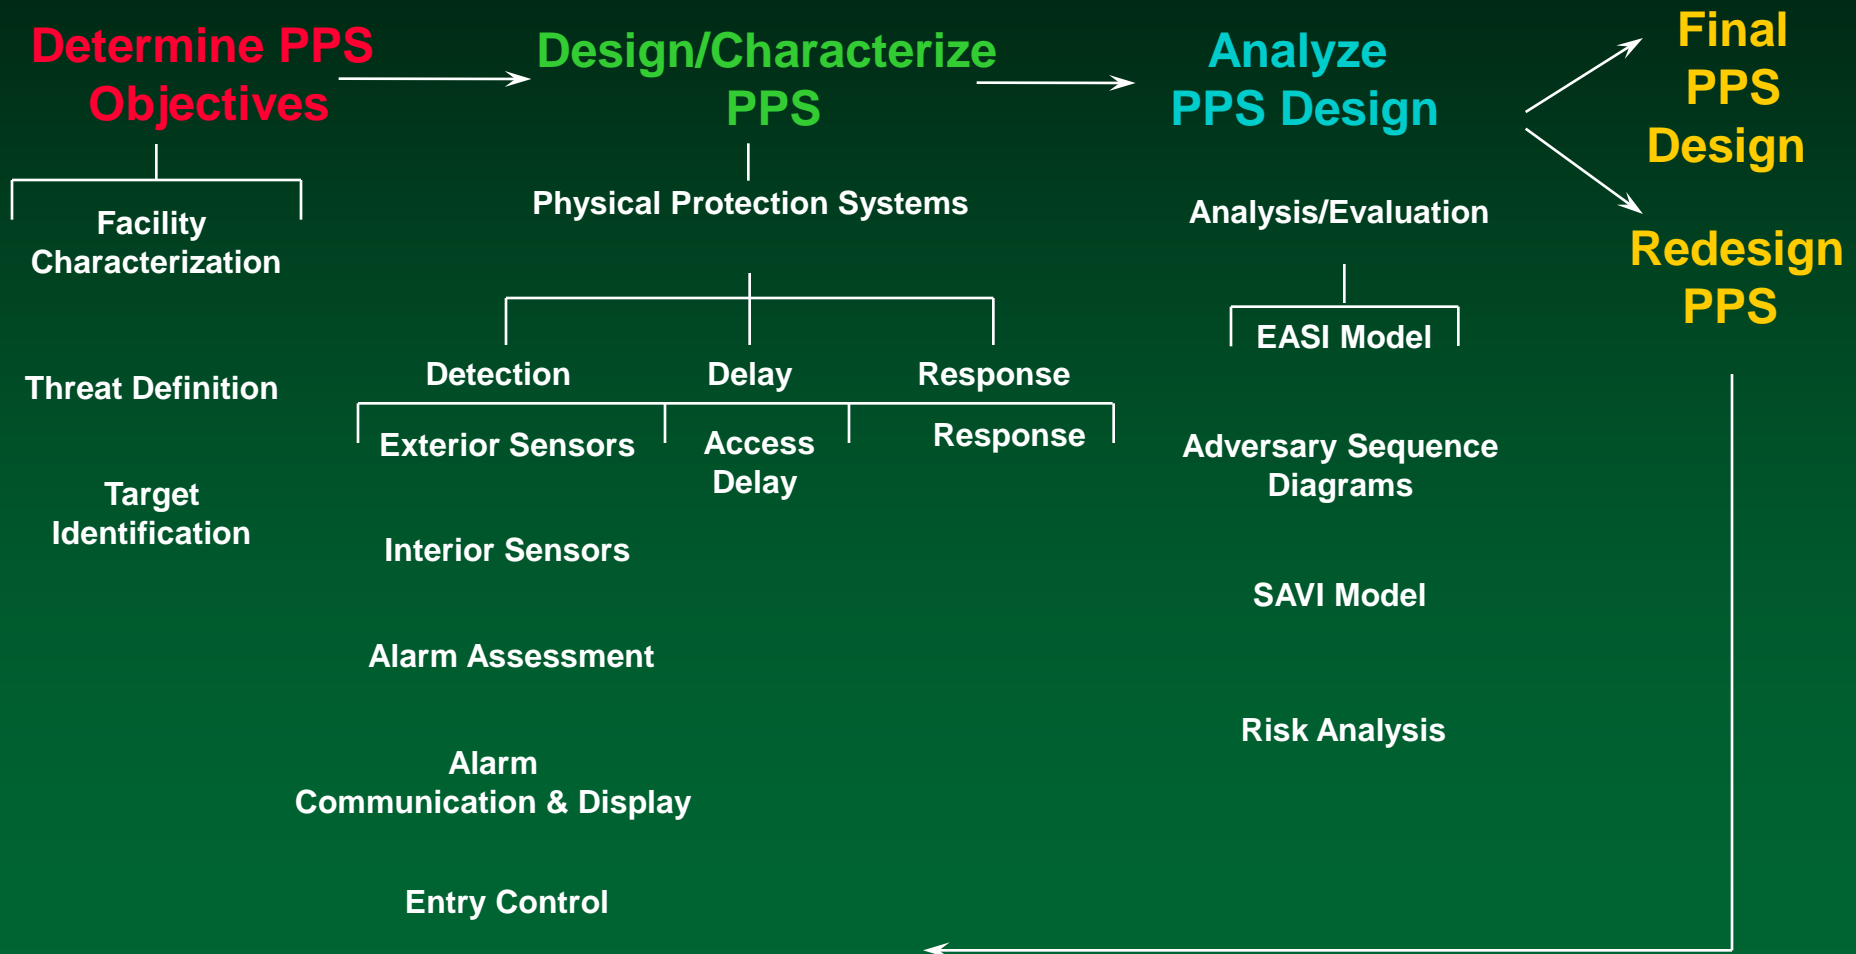 Determine PPS
Objectives
Design/Characterize
PPS
Analyze
PPS Design
Final
PPS
Design
Redesign
PPS
Facility
Characterization
Threat Definition
Target
Identification
Physical Protection Systems
Detection
Delay
Response
Exterior Sensors
Interior Sensors
Alarm Assessment
Alarm
Communication & Display
Entry Control
Access
Delay
Response
Analysis/Evaluation
EASI Model
Adversary Sequence
Diagrams
SAVI Model
Risk Analysis